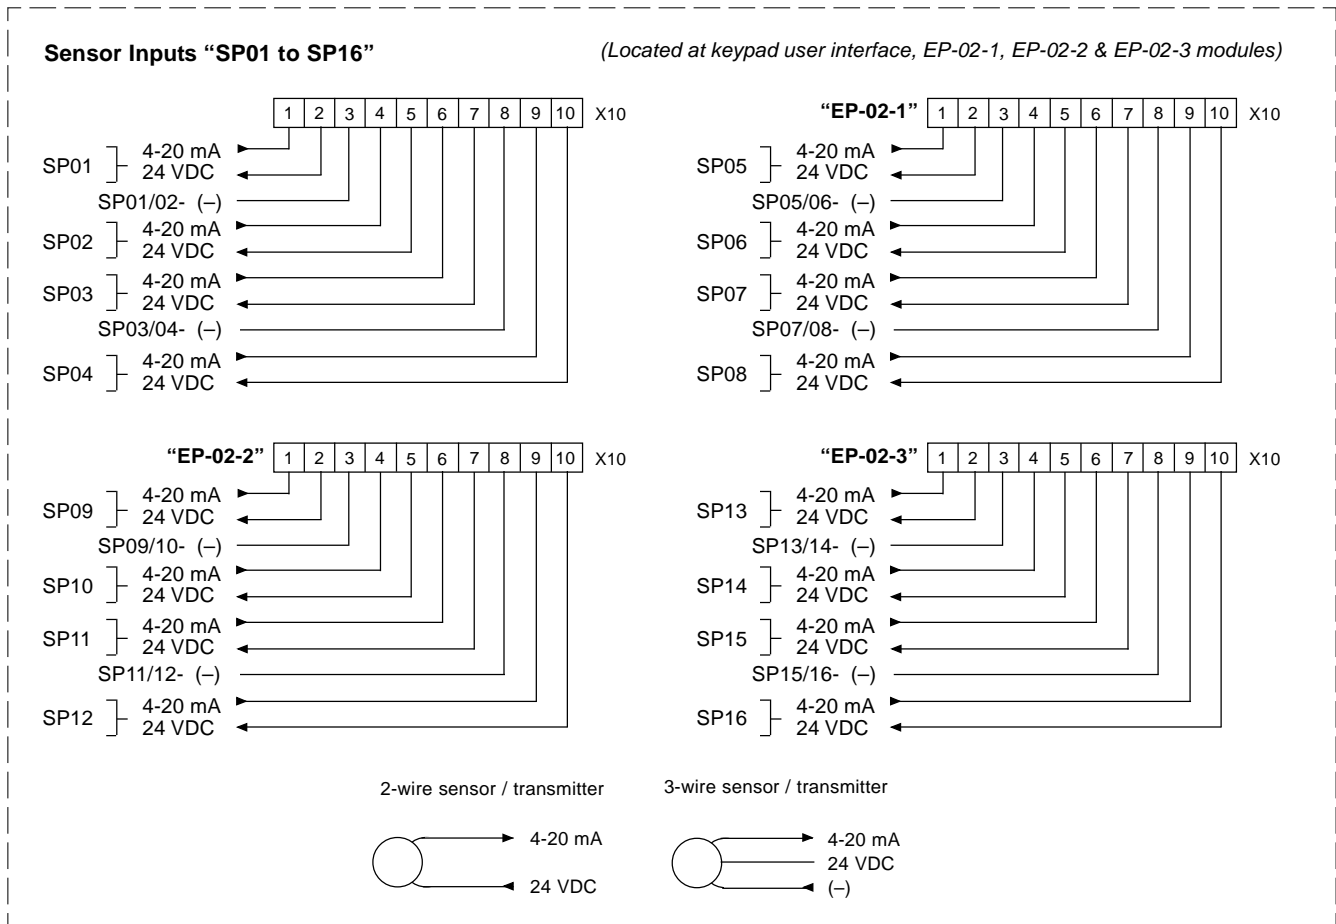 Sensor Inputs “SP01 to SP16”
(Located at keypad user interface, EP-02-1, EP-02-2 & EP-02-3 modules)
1 2 3 4 5 6 7 8 9 10 X10
SP01
4-20 mA
24 VDC
SP01/02- (–)
SP02
4-20 mA
24 VDC
SP03
4-20 mA
24 VDC
SP03/04- (–)
SP04
4-20 mA
24 VDC
“EP-02-1” 1 2 3 4 5 6 7 8 9 10 X10
SP05
4-20 mA
24 VDC
SP05/06- (–)
SP06
4-20 mA
24 VDC
SP07
4-20 mA
24 VDC
SP07/08- (–)
SP08
4-20 mA
24 VDC
“EP-02-2” 1 2 3 4 5 6 7 8 9 10 X10
SP09
4-20 mA
24 VDC
SP09/10- (–)
SP10
4-20 mA
24 VDC
SP11
4-20 mA
24 VDC
SP11/12- (–)
SP12
4-20 mA
24 VDC
“EP-02-3” 1 2 3 4 5 6 7 8 9 10 X10
SP13
4-20 mA
24 VDC
SP13/14- (–)
SP14
4-20 mA
24 VDC
SP15
4-20 mA
24 VDC
SP15/16- (–)
SP16
4-20 mA
24 VDC
2-wire sensor / transmitter
4-20 mA
24 VDC
3-wire sensor / transmitter
4-20 mA
24 VDC
(–)